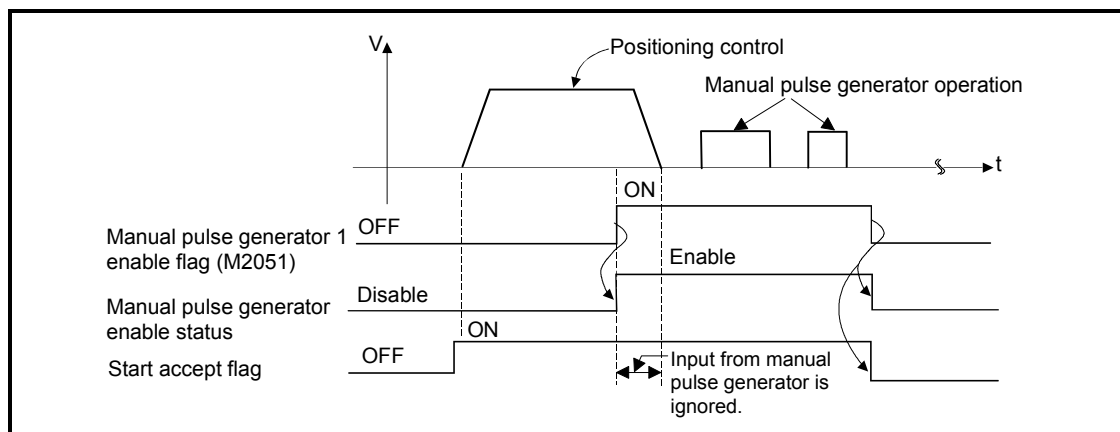 V
Positioning control
Manual pulse generator operation
t
ON
OFF
Manual pulse generator 1
enable flag (M2051)
Enable
Disable
Manual pulse generator
enable status
ON
OFF
Start accept flag
Input from manual
pulse generator is
ignored.